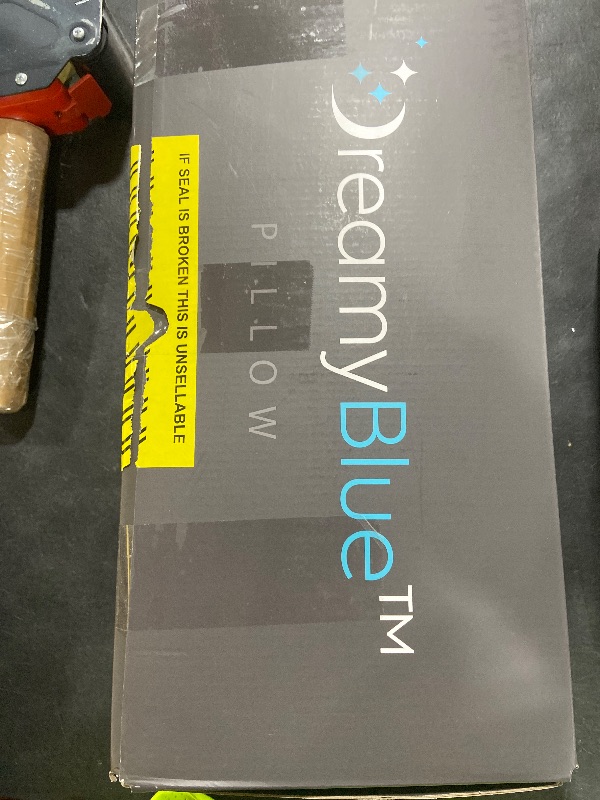 DreamyBlue™
PILLOW
IF SEAL IS BROKEN THIS IS UNSELLABLE